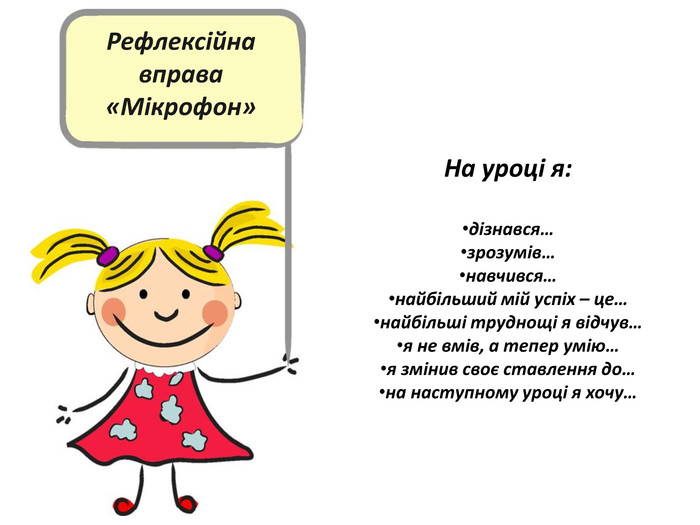 Рефлексійна
вправа
«Мікрофон»
На уроці я:
•дізнався...
•зрозумів...
•навчився...
•найбільший мій успіх – це...
•найбільші труднощі я відчув...
•я не вмів, а тепер умію...
•я змінив своє ставлення до...
•на наступному уроці я хочу...